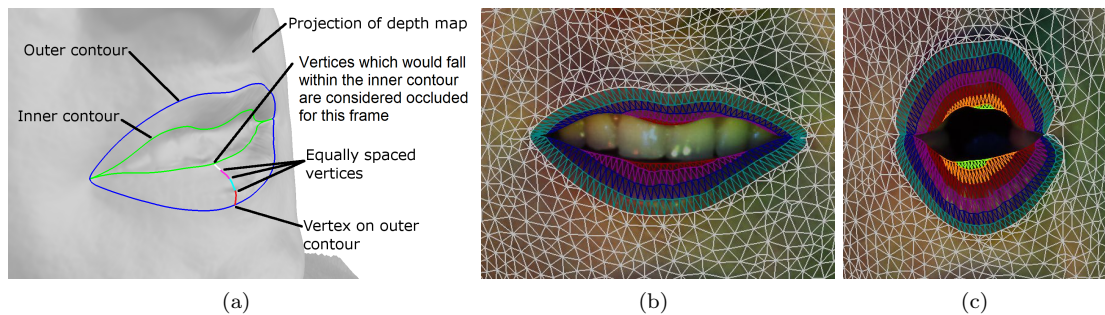 Projection of depth map
Outer contour
Vertices which would fall
within the inner contour
are considered occluded
for this frame
Inner contour
Equally spaced
vertices
Vertex on outer
contour
(a)
(b)
(c)